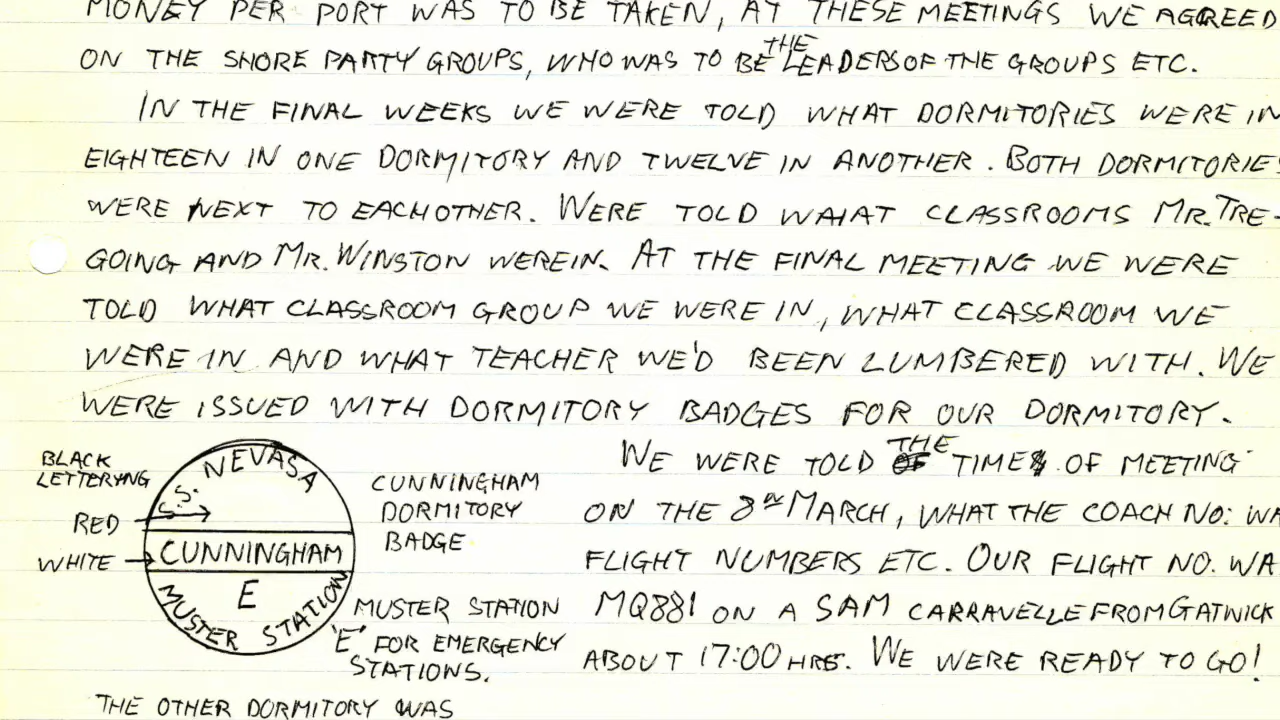 MONEY PER PORT WAS TO BE TAKEN, AT THESE MEETINGS WE AGREED
ON THE SHORE PARTY GROUPS, WHO WAS TO BE THE LEADERS OF THE GROUPS ETC.
IN THE FINAL WEEKS WE WERE TOLD WHAT DORMITORIES WERE IN
EIGHTEEN IN ONE DORMITORY AND TWELVE IN ANOTHER. BOTH DORMITORIES
WERE NEXT TO EACHOTHER. WERE TOLD WHAT CLASSROOMS MR. TRE-
GOING AND MR. WINSTON WERE IN. AT THE FINAL MEETING WE WERE
TOLD WHAT CLASSROOM GROUP WE WERE IN, WHAT CLASSROOM WE
WERE IN AND WHAT TEACHER WE'D BEEN LUMBERED WITH. WE
WERE ISSUED WITH DORMITORY BADGES FOR OUR DORMITORY.
BLACK
LETTERYNG
RED
WHITE
S.S. NEVASA
CUNNINGHAM
E
MUSTER STATION
CUNNINGHAM
DORMITORY
BADGE
MUSTER STATION
'E' FOR EMERGENCY
STATIONS.
WE WERE TOLD THE TIME OF MEETING
ON THE 8TH MARCH, WHAT THE COACH NO: WA
FLIGHT NUMBERS ETC. OUR FLIGHT NO. WA
MQ881 ON A SAM CARRAVELLE FROM GATWICK
ABOUT 17:00 HRS. WE WERE READY TO GO!
THE OTHER DORMITORY WAS